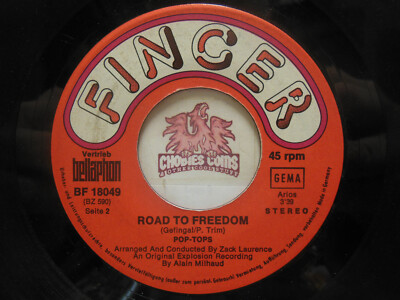 FINGER
Vertrieb
bellaphon
BF 18049
(BZ 590)
Seite 2
CHOBIES COINS
45 rpm
GEMA
Arios
3'39
STEREO
ROAD TO FREEDOM
(Gefingal/P. Trim)
POP-TOPS
Arranged And Conducted By Zack Laurence
An Original Explosion Recording
By Alain Milhaud